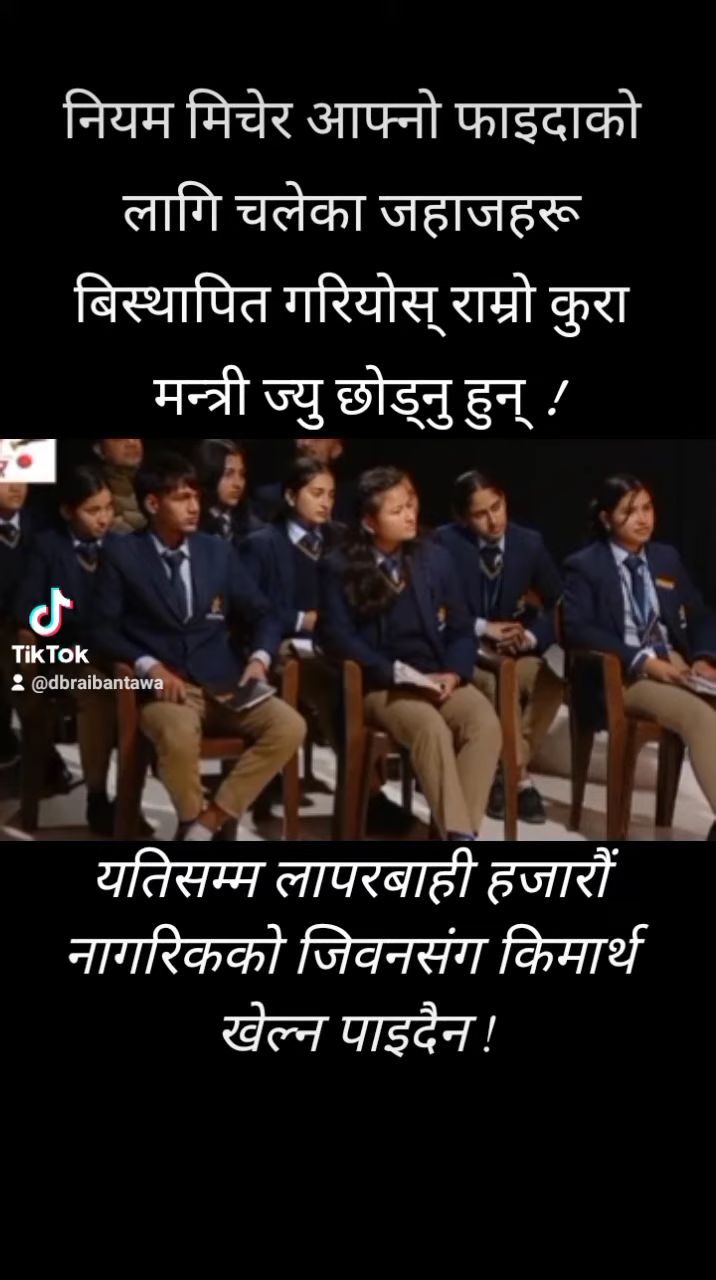 नियम मिचेर आफ्नो फाइदाको
लागि चलेका जहाजहरू
बिस्थापित गरियोस् राम्रो कुरा
मन्त्री ज्यु छोड्नु हुन् !
TikTok
@dbraibantawa
यतिसम्म लापरबाही हजारौं
नागरिकको जिवनसंग किमार्थ
खेल्न पाइदैन !